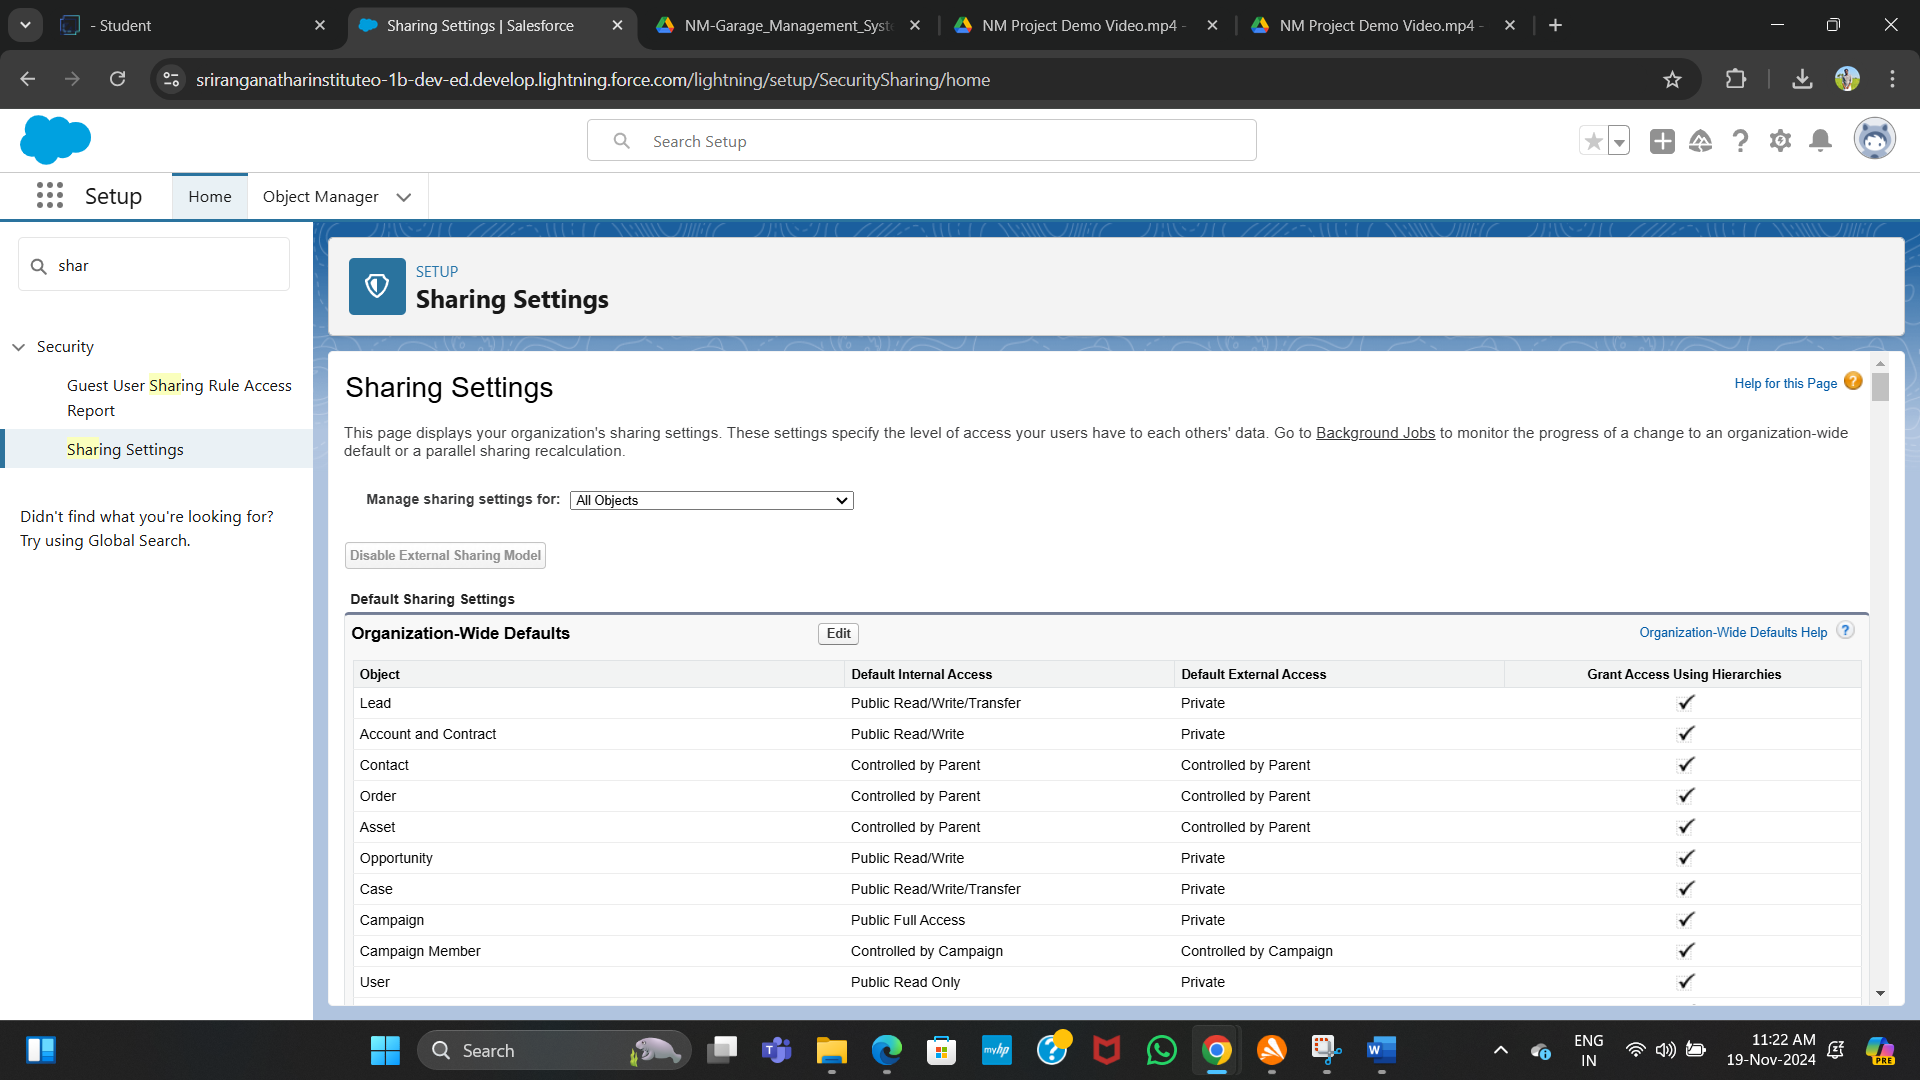 - Student
Sharing Settings | Salesforce
NM-Garage_Management_Syst
NM Project Demo Video.mp4 -
NM Project Demo Video.mp4 -
sriranganatharinstituteo-1b-dev-ed.develop.lightning.force.com/lightning/setup/SecuritySharing/home
Search Setup
Setup
Home
Object Manager
shar
Security
Guest User Sharing Rule Access
Report
Sharing Settings
Didn't find what you're looking for?
Try using Global Search.
SETUP
Sharing Settings
Sharing Settings
Help for this Page
This page displays your organization's sharing settings. These settings specify the level of access your users have to each others' data. Go to Background Jobs to monitor the progress of a change to an organization-wide
default or a parallel sharing recalculation.
Manage sharing settings for: All Objects
Disable External Sharing Model
Default Sharing Settings
Organization-Wide Defaults Edit Organization-Wide Defaults Help ?
Object Default Internal Access Default External Access Grant Access Using Hierarchies
Lead Public Read/Write/Transfer Private
Account and Contract Public Read/Write Private
Contact Controlled by Parent Controlled by Parent
Order Controlled by Parent Controlled by Parent
Asset Controlled by Parent Controlled by Parent
Opportunity Public Read/Write Private
Case Public Read/Write/Transfer Private
Campaign Public Full Access Private
Campaign Member Controlled by Campaign Controlled by Campaign
User Public Read Only Private
Search
myhp
ENG
IN
11:22 AM
19-Nov-2024
PRE